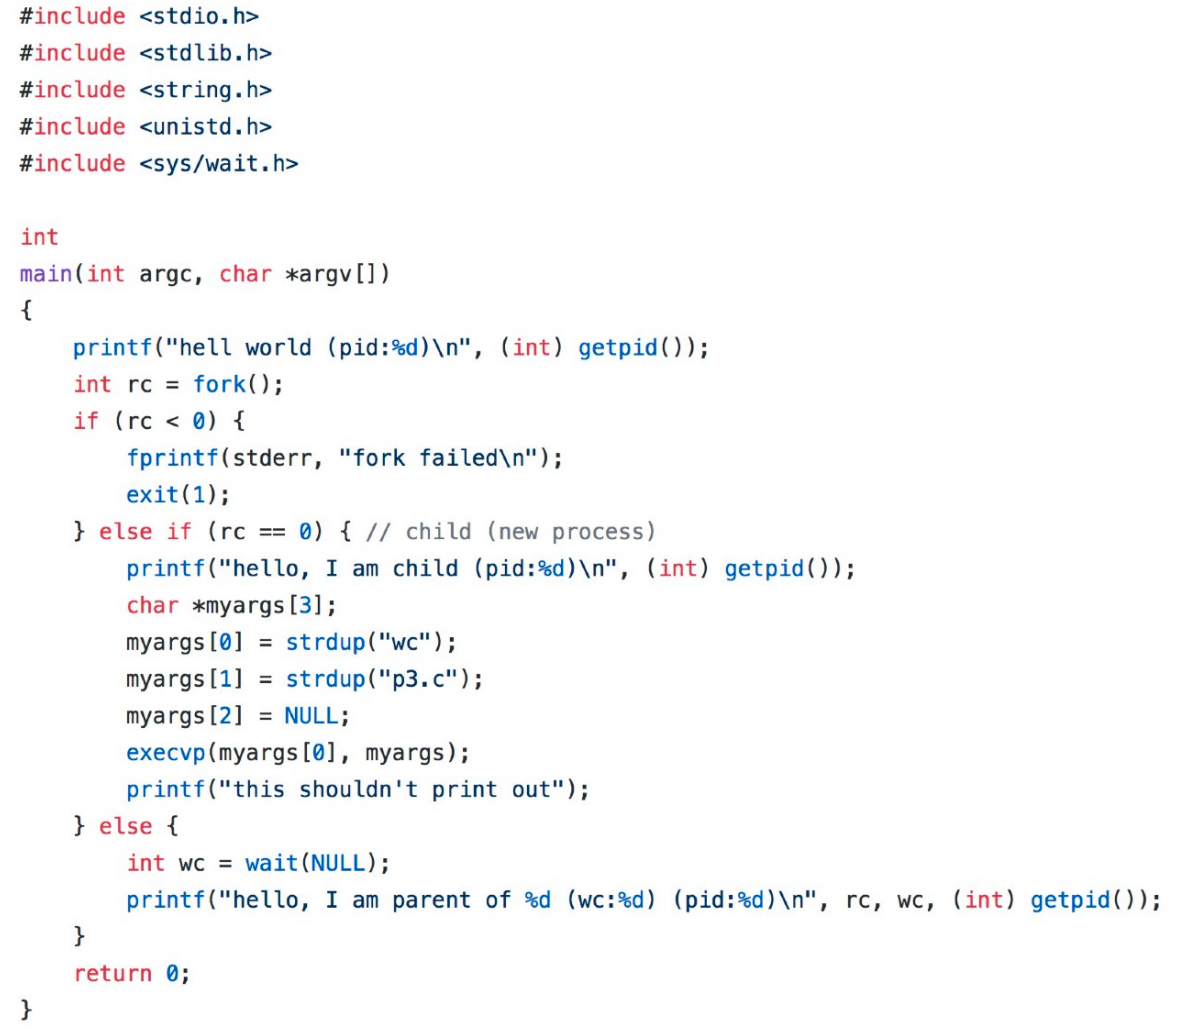 #include <stdio.h>
#include <stdlib.h>
#include <string.h>
#include <unistd.h>
#include <sys/wait.h>

int
main(int argc, char *argv[])
{
    printf("hell world (pid:%d)\n", (int) getpid());
    int rc = fork();
    if (rc < 0) {
        fprintf(stderr, "fork failed\n");
        exit(1);
    } else if (rc == 0) { // child (new process)
        printf("hello, I am child (pid:%d)\n", (int) getpid());
        char *myargs[3];
        myargs[0] = strdup("wc");
        myargs[1] = strdup("p3.c");
        myargs[2] = NULL;
        execvp(myargs[0], myargs);
        printf("this shouldn't print out");
    } else {
        int wc = wait(NULL);
        printf("hello, I am parent of %d (wc:%d) (pid:%d)\n", rc, wc, (int) getpid());
    }
    return 0;
}